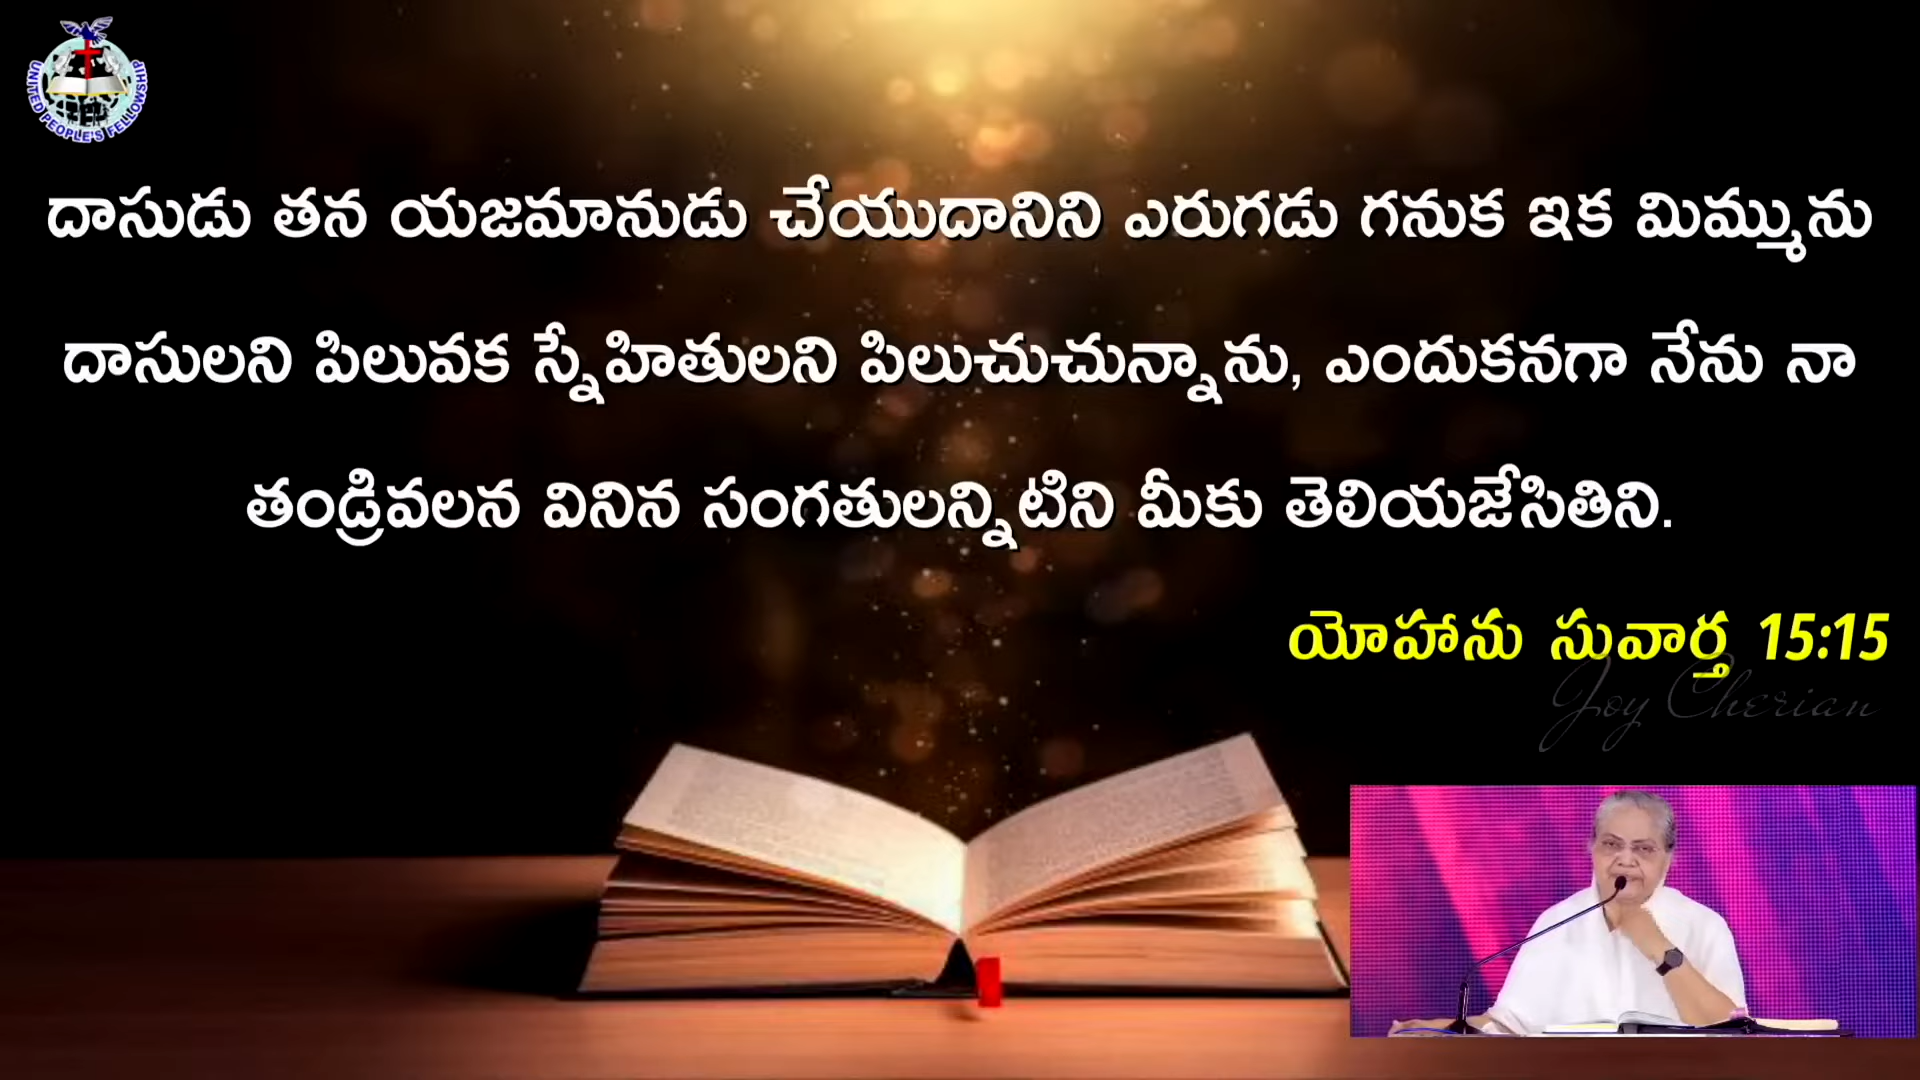 UNITED PEOPLE'S FELLOWSHIP
దాసుడు తన యజమానుడు చేయుదానిని ఎరుగడు గనుక ఇక మిమ్మును
దాసులని పిలువక స్నేహితులని పిలుచుచున్నాను, ఎందుకనగా నేను నా
తండ్రివలన వినిన సంగతులన్నిటిని మీకు తెలియజేసితిని.
యోహాను సువార్త 15:15
Joy Cherian